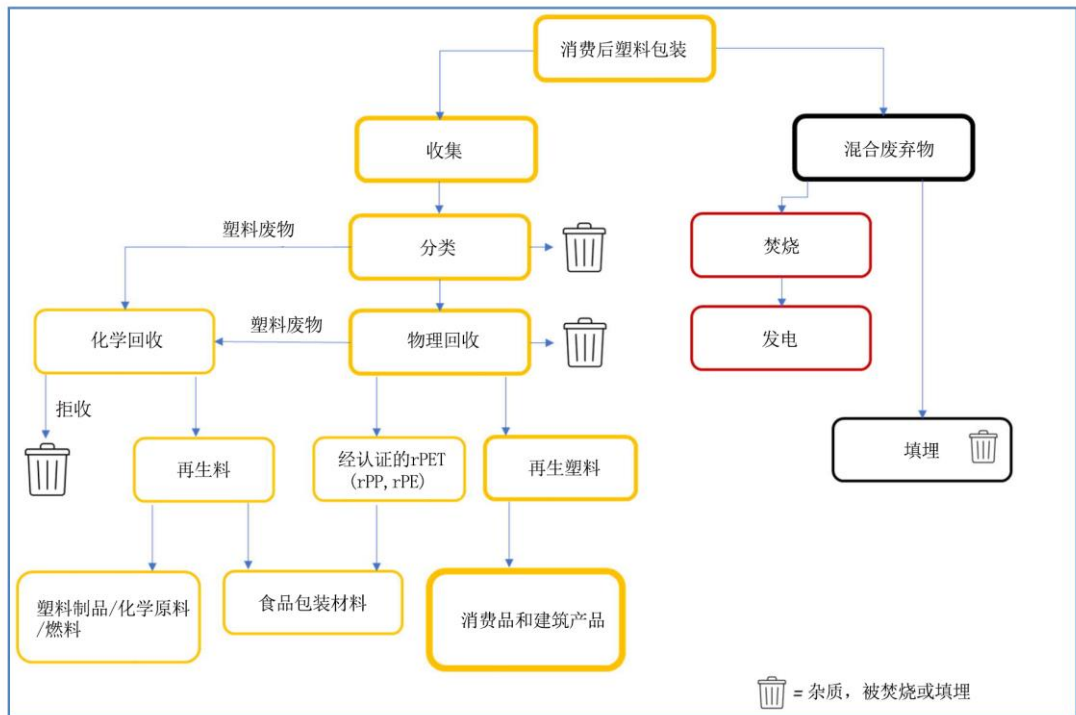 消费后塑料包装
收集
混合废弃物
塑料废物
分类
焚烧
化学回收
塑料废物
物理回收
发电
拒收
再生料
经认证的rPET
(rPP, rPE)
再生塑料
填埋
塑料制品/化学原料
/燃料
食品包装材料
消费品和建筑产品
= 杂质，被焚烧或填埋